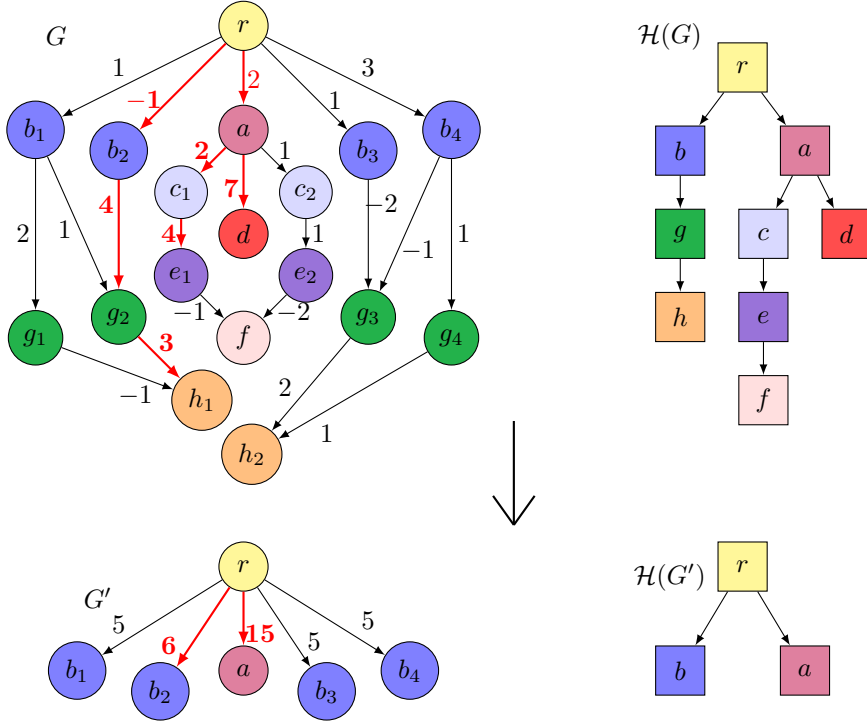 G
r
H(G)
r
1
−1
2
1
3
b₁
b₂
a
b₃
b₄
b
a
2
1
c₁
7
c₂
−2
4
2
1
d
4
1
−1
1
g
c
d
e₁
e₂
−1
−2
g₁
g₂
f
g₃
g₄
h
e
3
−1
h₁
2
1
f
h₂
G′
r
H(G′)
r
5
6
15
5
5
b₁
b₂
a
b₃
b₄
b
a